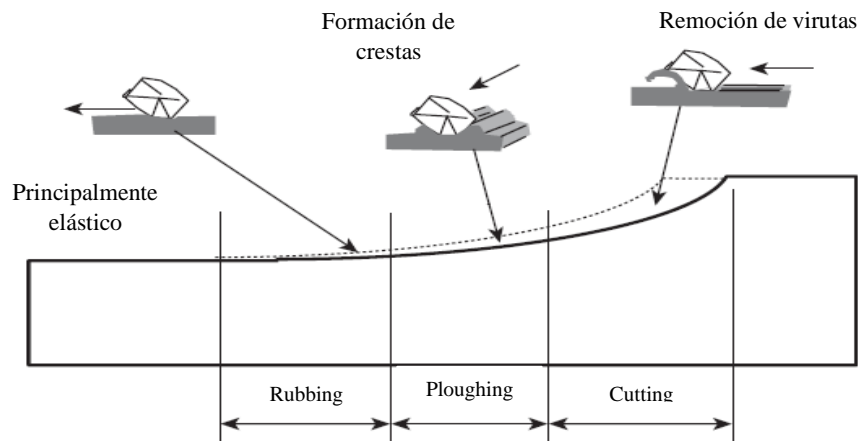 Formación de
crestas
Remoción de virutas
Principalmente
elástico
Rubbing
Ploughing
Cutting